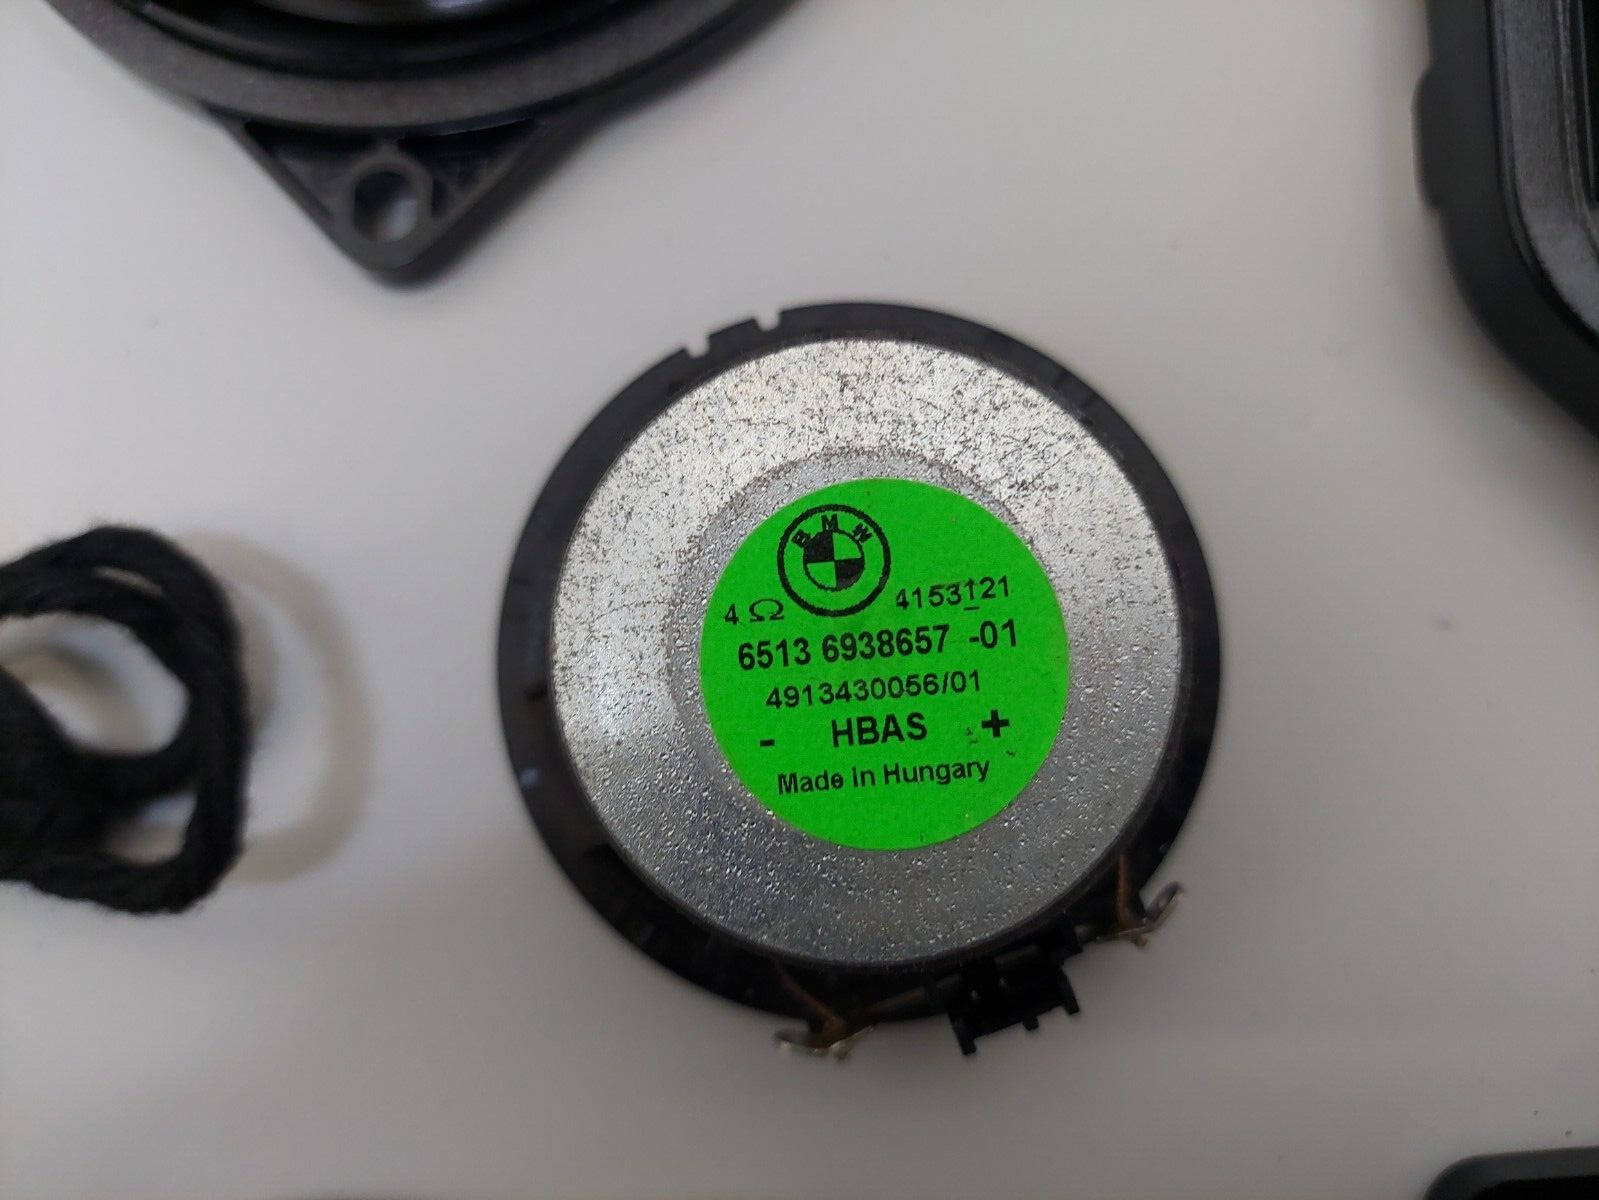 BMW
4 Ω 4153121
6513 6938657 -01
4913430056/01
- HBAS +
Made In Hungary